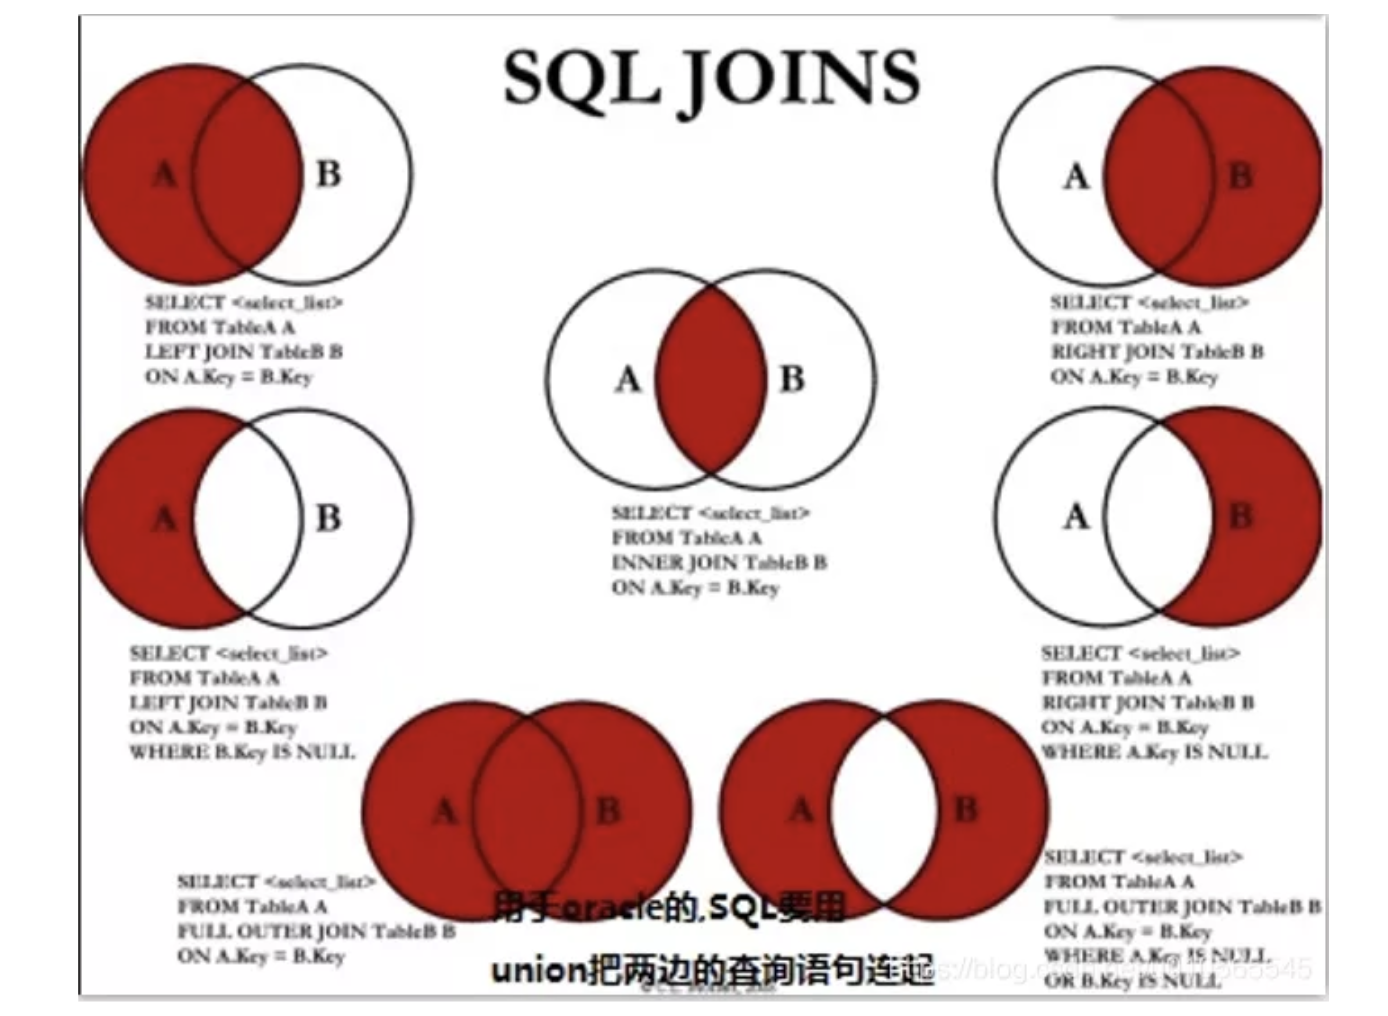 SQL JOINS
A B
SELECT <select_list>
FROM TableA A
LEFT JOIN TableB B
ON A.Key = B.Key
A B
SELECT <select_list>
FROM TableA A
RIGHT JOIN TableB B
ON A.Key = B.Key
A B
SELECT <select_list>
FROM TableA A
INNER JOIN TableB B
ON A.Key = B.Key
A B
SELECT <select_list>
FROM TableA A
LEFT JOIN TableB B
ON A.Key = B.Key
WHERE B.Key IS NULL
A B
SELECT <select_list>
FROM TableA A
RIGHT JOIN TableB B
ON A.Key = B.Key
WHERE A.Key IS NULL
A B
SELECT <select_list>
FROM TableA A
FULL OUTER JOIN TableB B
ON A.Key = B.Key
A B
SELECT <select_list>
FROM TableA A
FULL OUTER JOIN TableB B
ON A.Key = B.Key
WHERE A.Key IS NULL
OR B.Key IS NULL
用于oracle的,SQL要用
union把两边的查询语句连起